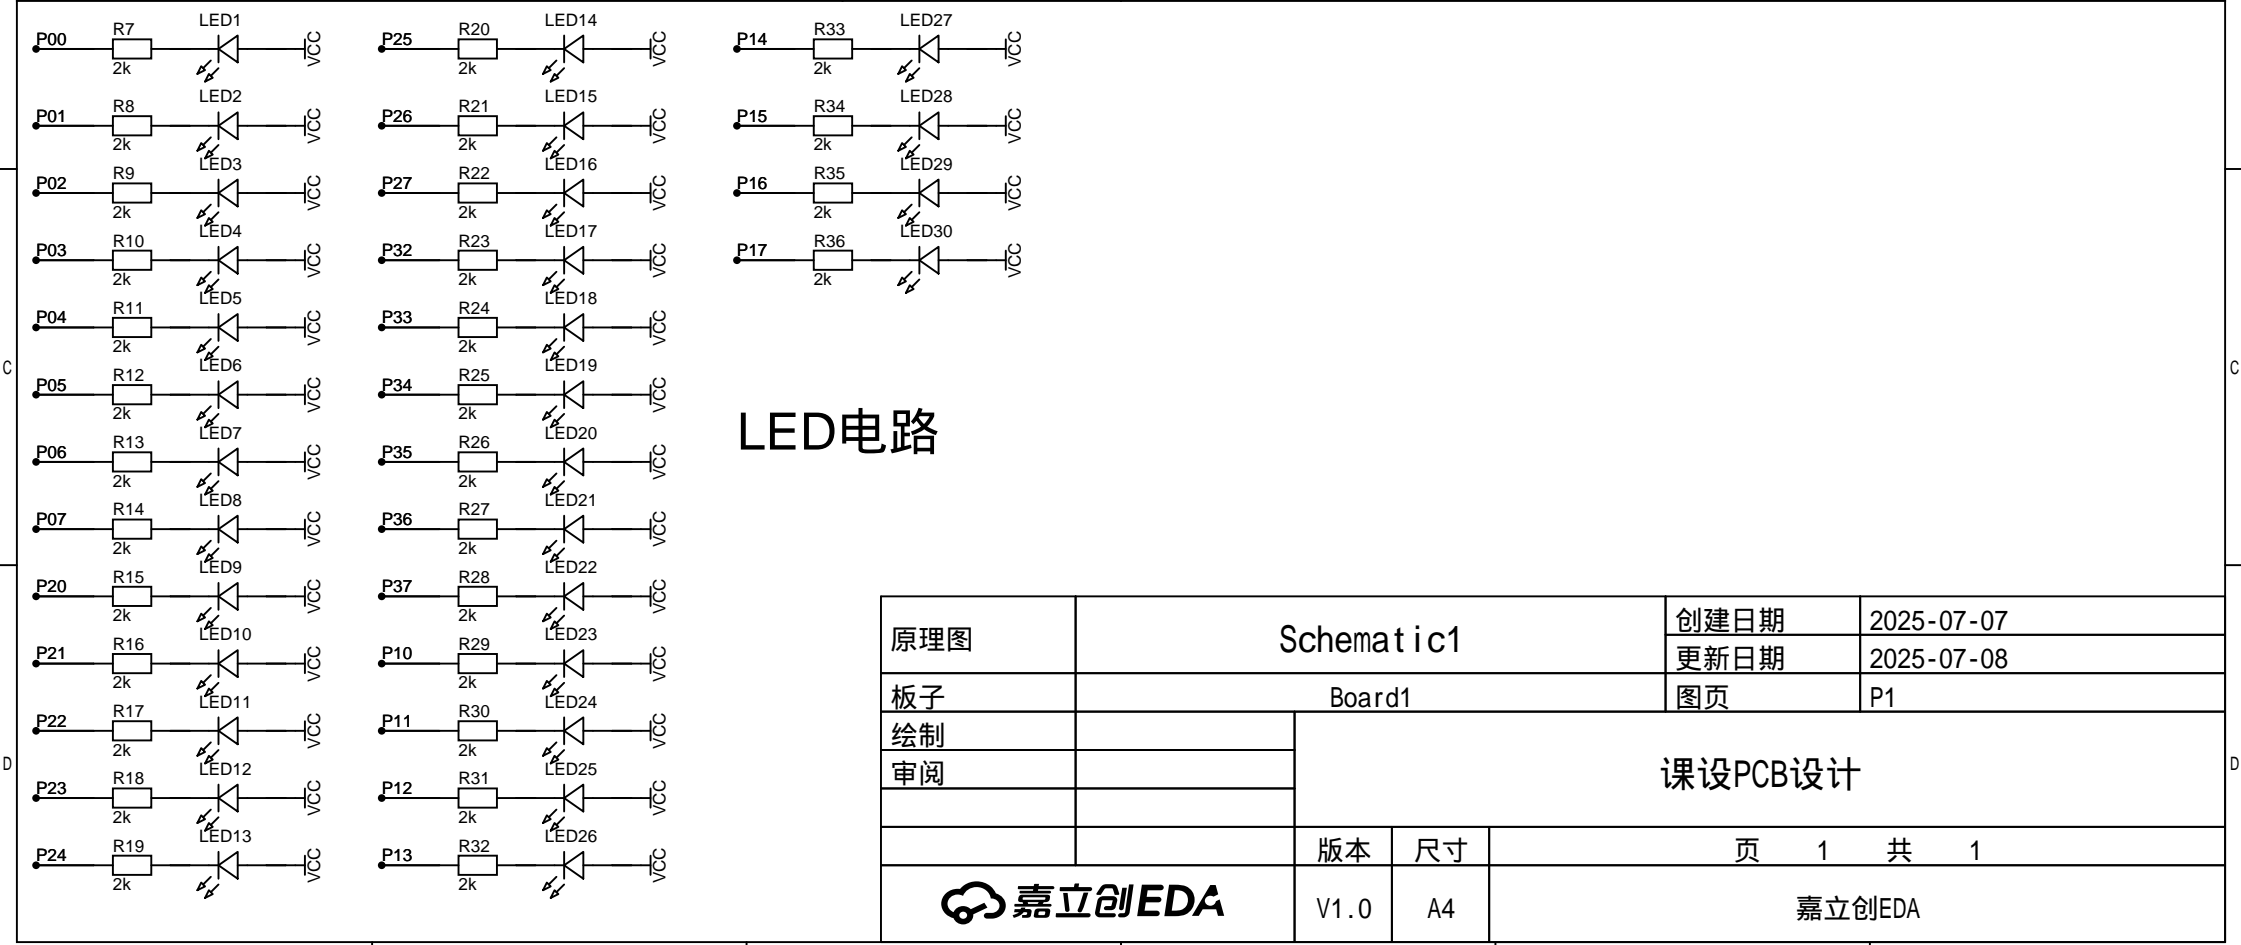 P00 R7 2k LED1 VCC P25 R20 2k LED14 VCC P14 R33 2k LED27 VCC
P01 R8 2k LED2 VCC P26 R21 2k LED15 VCC P15 R34 2k LED28 VCC
P02 R9 2k LED3 VCC P27 R22 2k LED16 VCC P16 R35 2k LED29 VCC
P03 R10 2k LED4 VCC P32 R23 2k LED17 VCC P17 R36 2k LED30 VCC
P04 R11 2k LED5 VCC P33 R24 2k LED18 VCC
C P05 R12 2k LED6 VCC P34 R25 2k LED19 VCC C
LED电路
P06 R13 2k LED7 VCC P35 R26 2k LED20 VCC
P07 R14 2k LED8 VCC P36 R27 2k LED21 VCC
P20 R15 2k LED9 VCC P37 R28 2k LED22 VCC
P21 R16 2k LED10 VCC P10 R29 2k LED23 VCC
P22 R17 2k LED11 VCC P11 R30 2k LED24 VCC
D P23 R18 2k LED12 VCC P12 R31 2k LED25 VCC D
P24 R19 2k LED13 VCC P13 R32 2k LED26 VCC
原理图 Schematic1 创建日期 2025-07-07
更新日期 2025-07-08
板子 Board1 图页 P1
绘制
审阅
课设PCB设计
版本 尺寸 页 1 共 1
嘉立创EDA V1.0 A4 嘉立创EDA